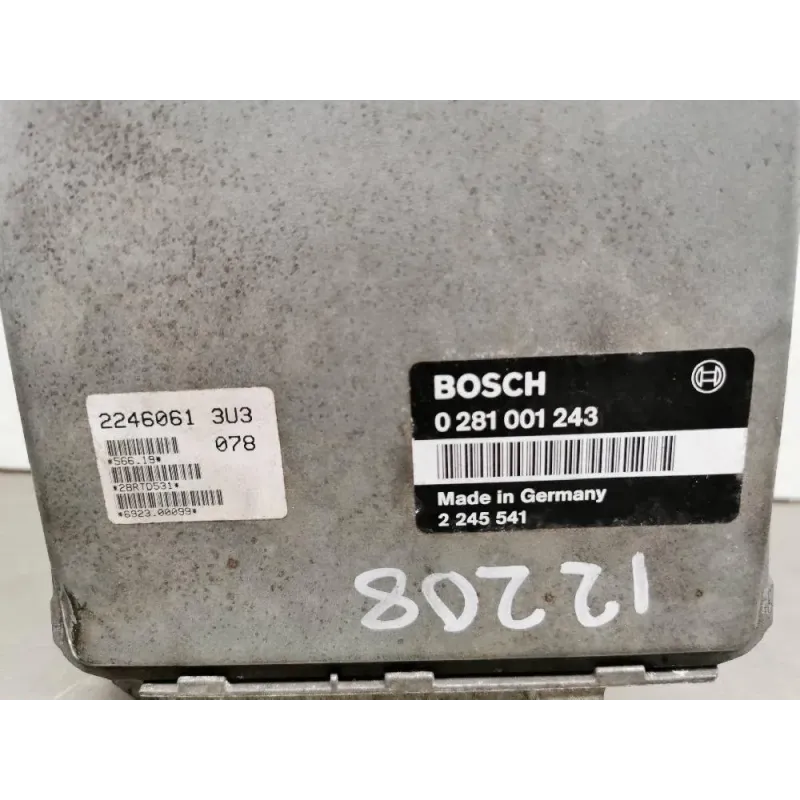 2246061 3U3
078
*566.19*
*28RTD531*
*6923.00099*
BOSCH
0 281 001 243
Made in Germany
2 245 541
12208